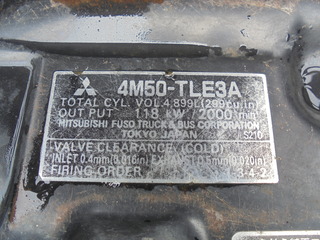 4M50-TLE3A
TOTAL CYL. VOL 4,899L(299cu/in)
OUT PUT 118 kW / 2000 min
MITSUBISHI FUSO TRUCK & BUS CORPORATION
TOKYO JAPAN S210
VALVE CLEARANCE (COLD)
INLET 0.4mm(0.016in) EXHAUST 0.5mm(0.020in)
FIRING ORDER 3-4-2